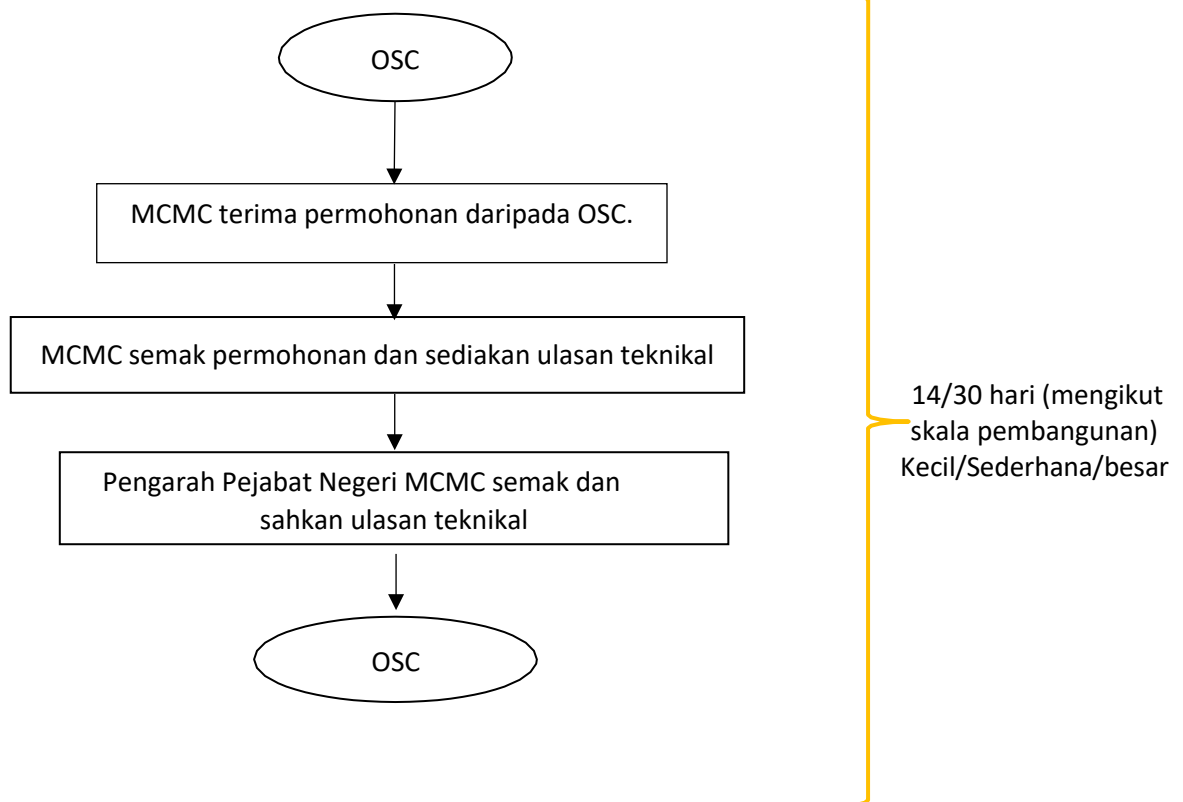 OSC
MCMC terima permohonan daripada OSC.
MCMC semak permohonan dan sediakan ulasan teknikal
Pengarah Pejabat Negeri MCMC semak dan
sahkan ulasan teknikal
OSC
14/30 hari (mengikut
skala pembangunan)
Kecil/Sederhana/besar